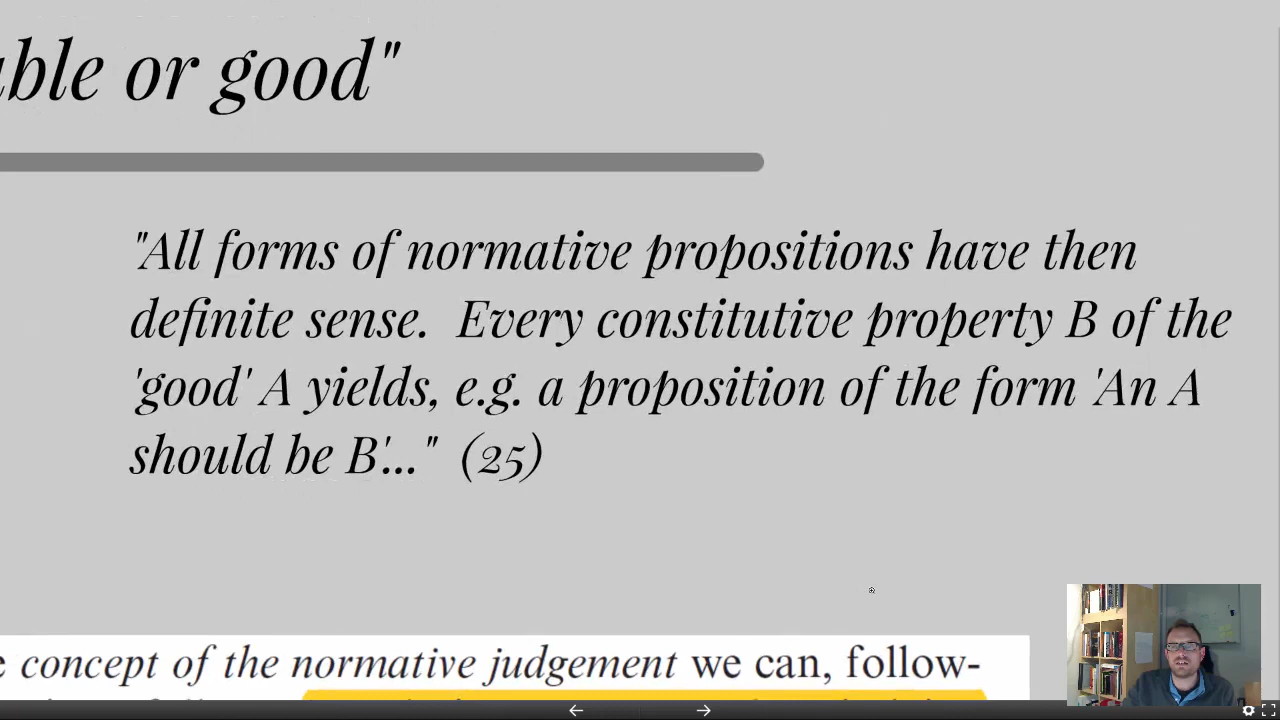 able or good"
"All forms of normative propositions have then
definite sense.  Every constitutive property B of the
'good' A yields, e.g. a proposition of the form 'An A
should be B'..."  (25)
concept of the normative judgement we can, follow-